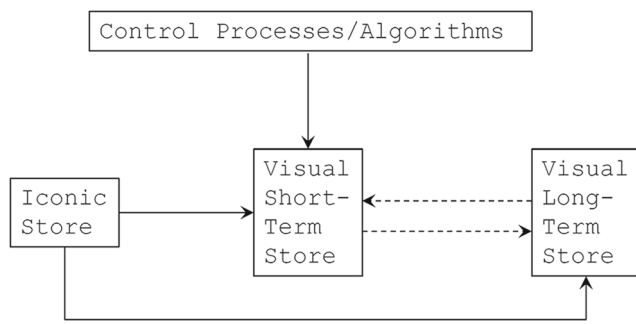 Control Processes/Algorithms
Iconic
Store
Visual
Short-
Term
Store
Visual
Long-
Term
Store